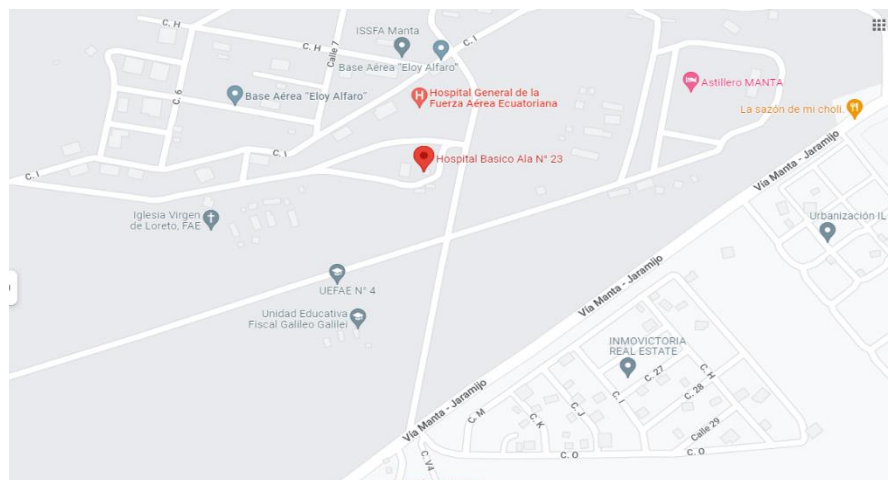 C. H
ISSFA Manta
C. I
Calle 7
C. H
Base Aérea "Eloy Alfaro"
C. 6
Base Aérea "Eloy Alfaro"
Hospital General de la
Fuerza Aérea Ecuatoriana
Astillero MANTA
La sazón de mi choli.
Vía Manta - Jaramijo
C. I
Hospital Basico Ala N° 23
C. I
Iglesia Virgen
de Loreto, FAE
Urbanización IL
UEFAE N° 4
Vía Manta - Jaramijo
Unidad Educativa
Fiscal Galileo Galilei
INMOVICTORIA
REAL ESTATE
C. 27
C. H
C. 28
C. I
C. J
C. M
C. K
Calle 29
Vía Manta - Jaramijo
C. O
C. O
C. V4